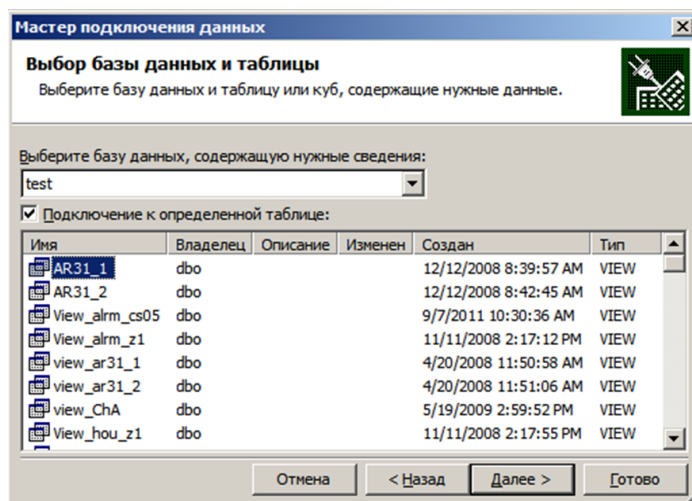 Мастер подключения данных
Выбор базы данных и таблицы
Выберите базу данных и таблицу или куб, содержащие нужные данные.
Выберите базу данных, содержащую нужные сведения:
test
Подключение к определенной таблице:
Имя Владелец Описание Изменен Создан Тип
AR31_1 dbo 12/12/2008 8:39:57 AM VIEW
AR31_2 dbo 12/12/2008 8:42:45 AM VIEW
View_alrm_cs05 dbo 9/7/2011 10:30:36 AM VIEW
View_alrm_z1 dbo 11/11/2008 2:17:12 PM VIEW
view_ar31_1 dbo 4/20/2008 11:50:58 AM VIEW
view_ar31_2 dbo 4/20/2008 11:51:06 AM VIEW
view_ChA dbo 5/19/2009 2:59:52 PM VIEW
View_hou_z1 dbo 11/11/2008 2:17:55 PM VIEW
Отмена < Назад Далее > Готово